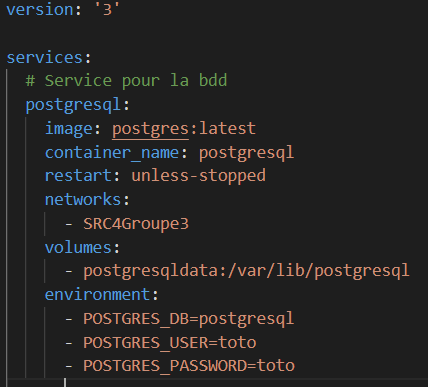 version: '3'
services:
# Service pour la bdd
postgresql:
image: postgres:latest
container_name: postgresql
restart: unless-stopped
networks:
- SRC4Groupe3
volumes:
- postgresqldata:/var/lib/postgresql
environment:
- POSTGRES_DB=postgresql
- POSTGRES_USER=toto
- POSTGRES_PASSWORD=toto